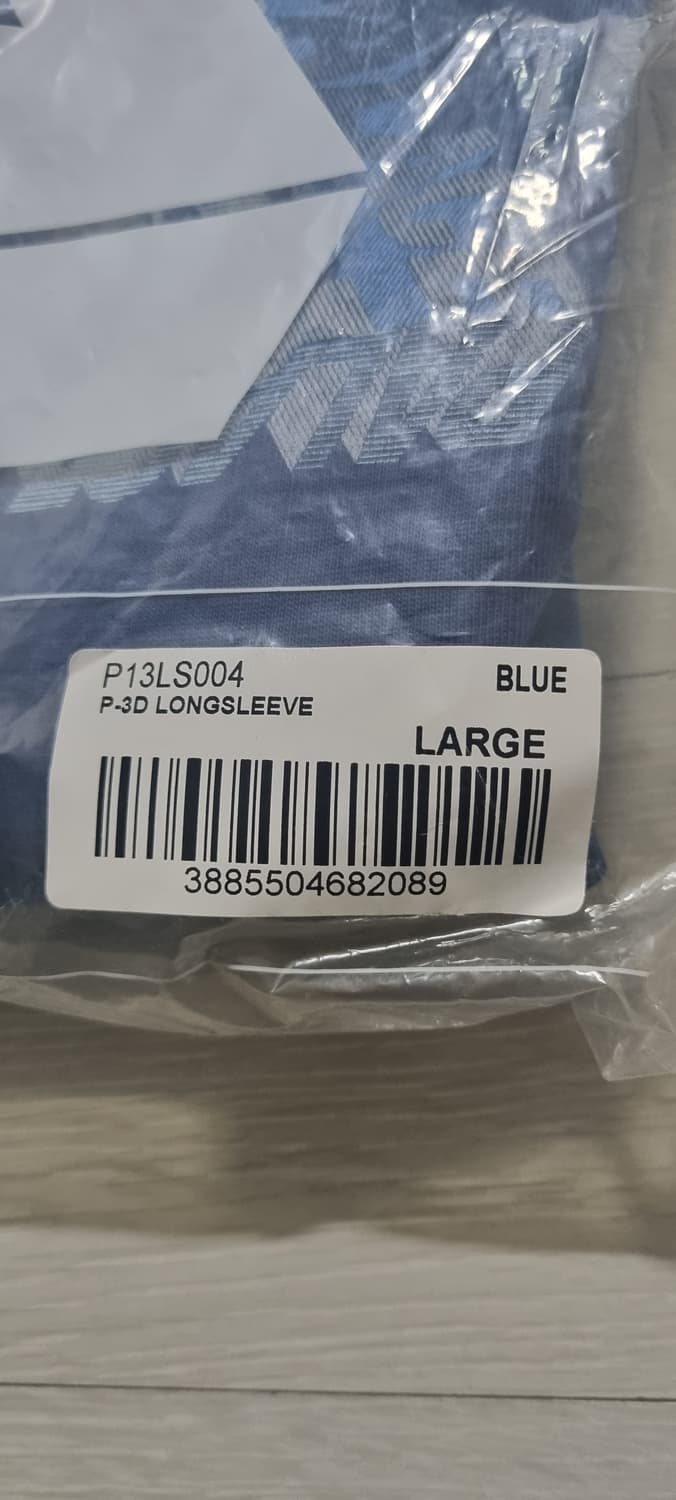 P13LS004 BLUE
P-3D LONGSLEEVE
LARGE
3885504682089